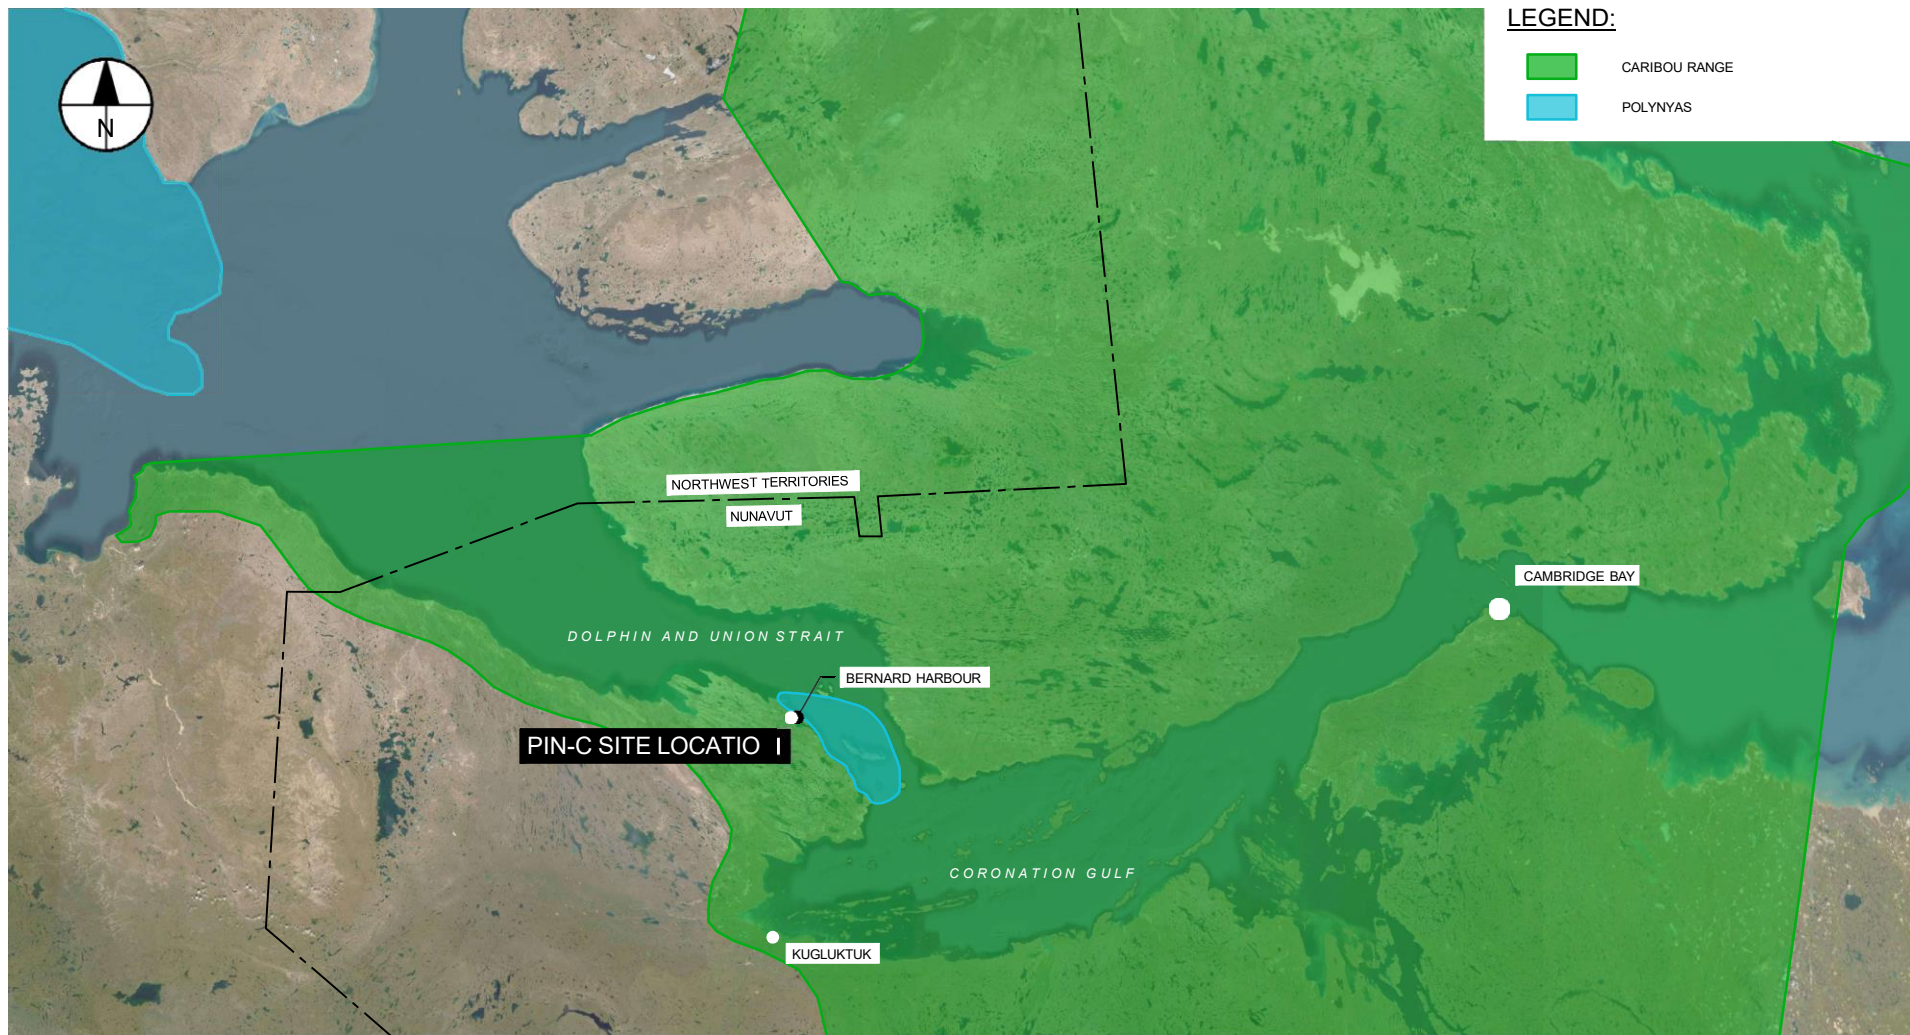 LEGEND:
CARIBOU RANGE
POLYNYAS
N
NORTHWEST TERRITORIES
NUNAVUT
CAMBRIDGE BAY
DOLPHIN AND UNION STRAIT
BERNARD HARBOUR
PIN-C SITE LOCATIO
CORONATION GULF
KUGLUKTUK